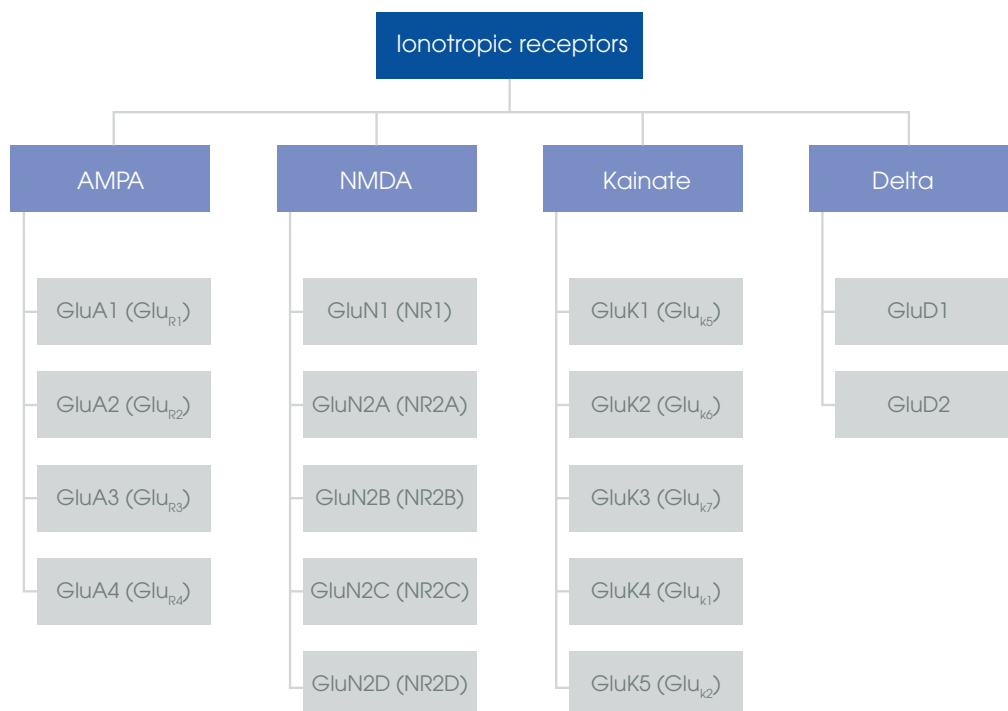 Ionotropic receptors
AMPA
GluA1 (GluR1)
GluA2 (GluR2)
GluA3 (GluR3)
GluA4 (GluR4)
NMDA
GluN1 (NR1)
GluN2A (NR2A)
GluN2B (NR2B)
GluN2C (NR2C)
GluN2D (NR2D)
Kainate
GluK1 (Gluk5)
GluK2 (Gluk6)
GluK3 (Gluk7)
GluK4 (Gluk1)
GluK5 (Gluk2)
Delta
GluD1
GluD2